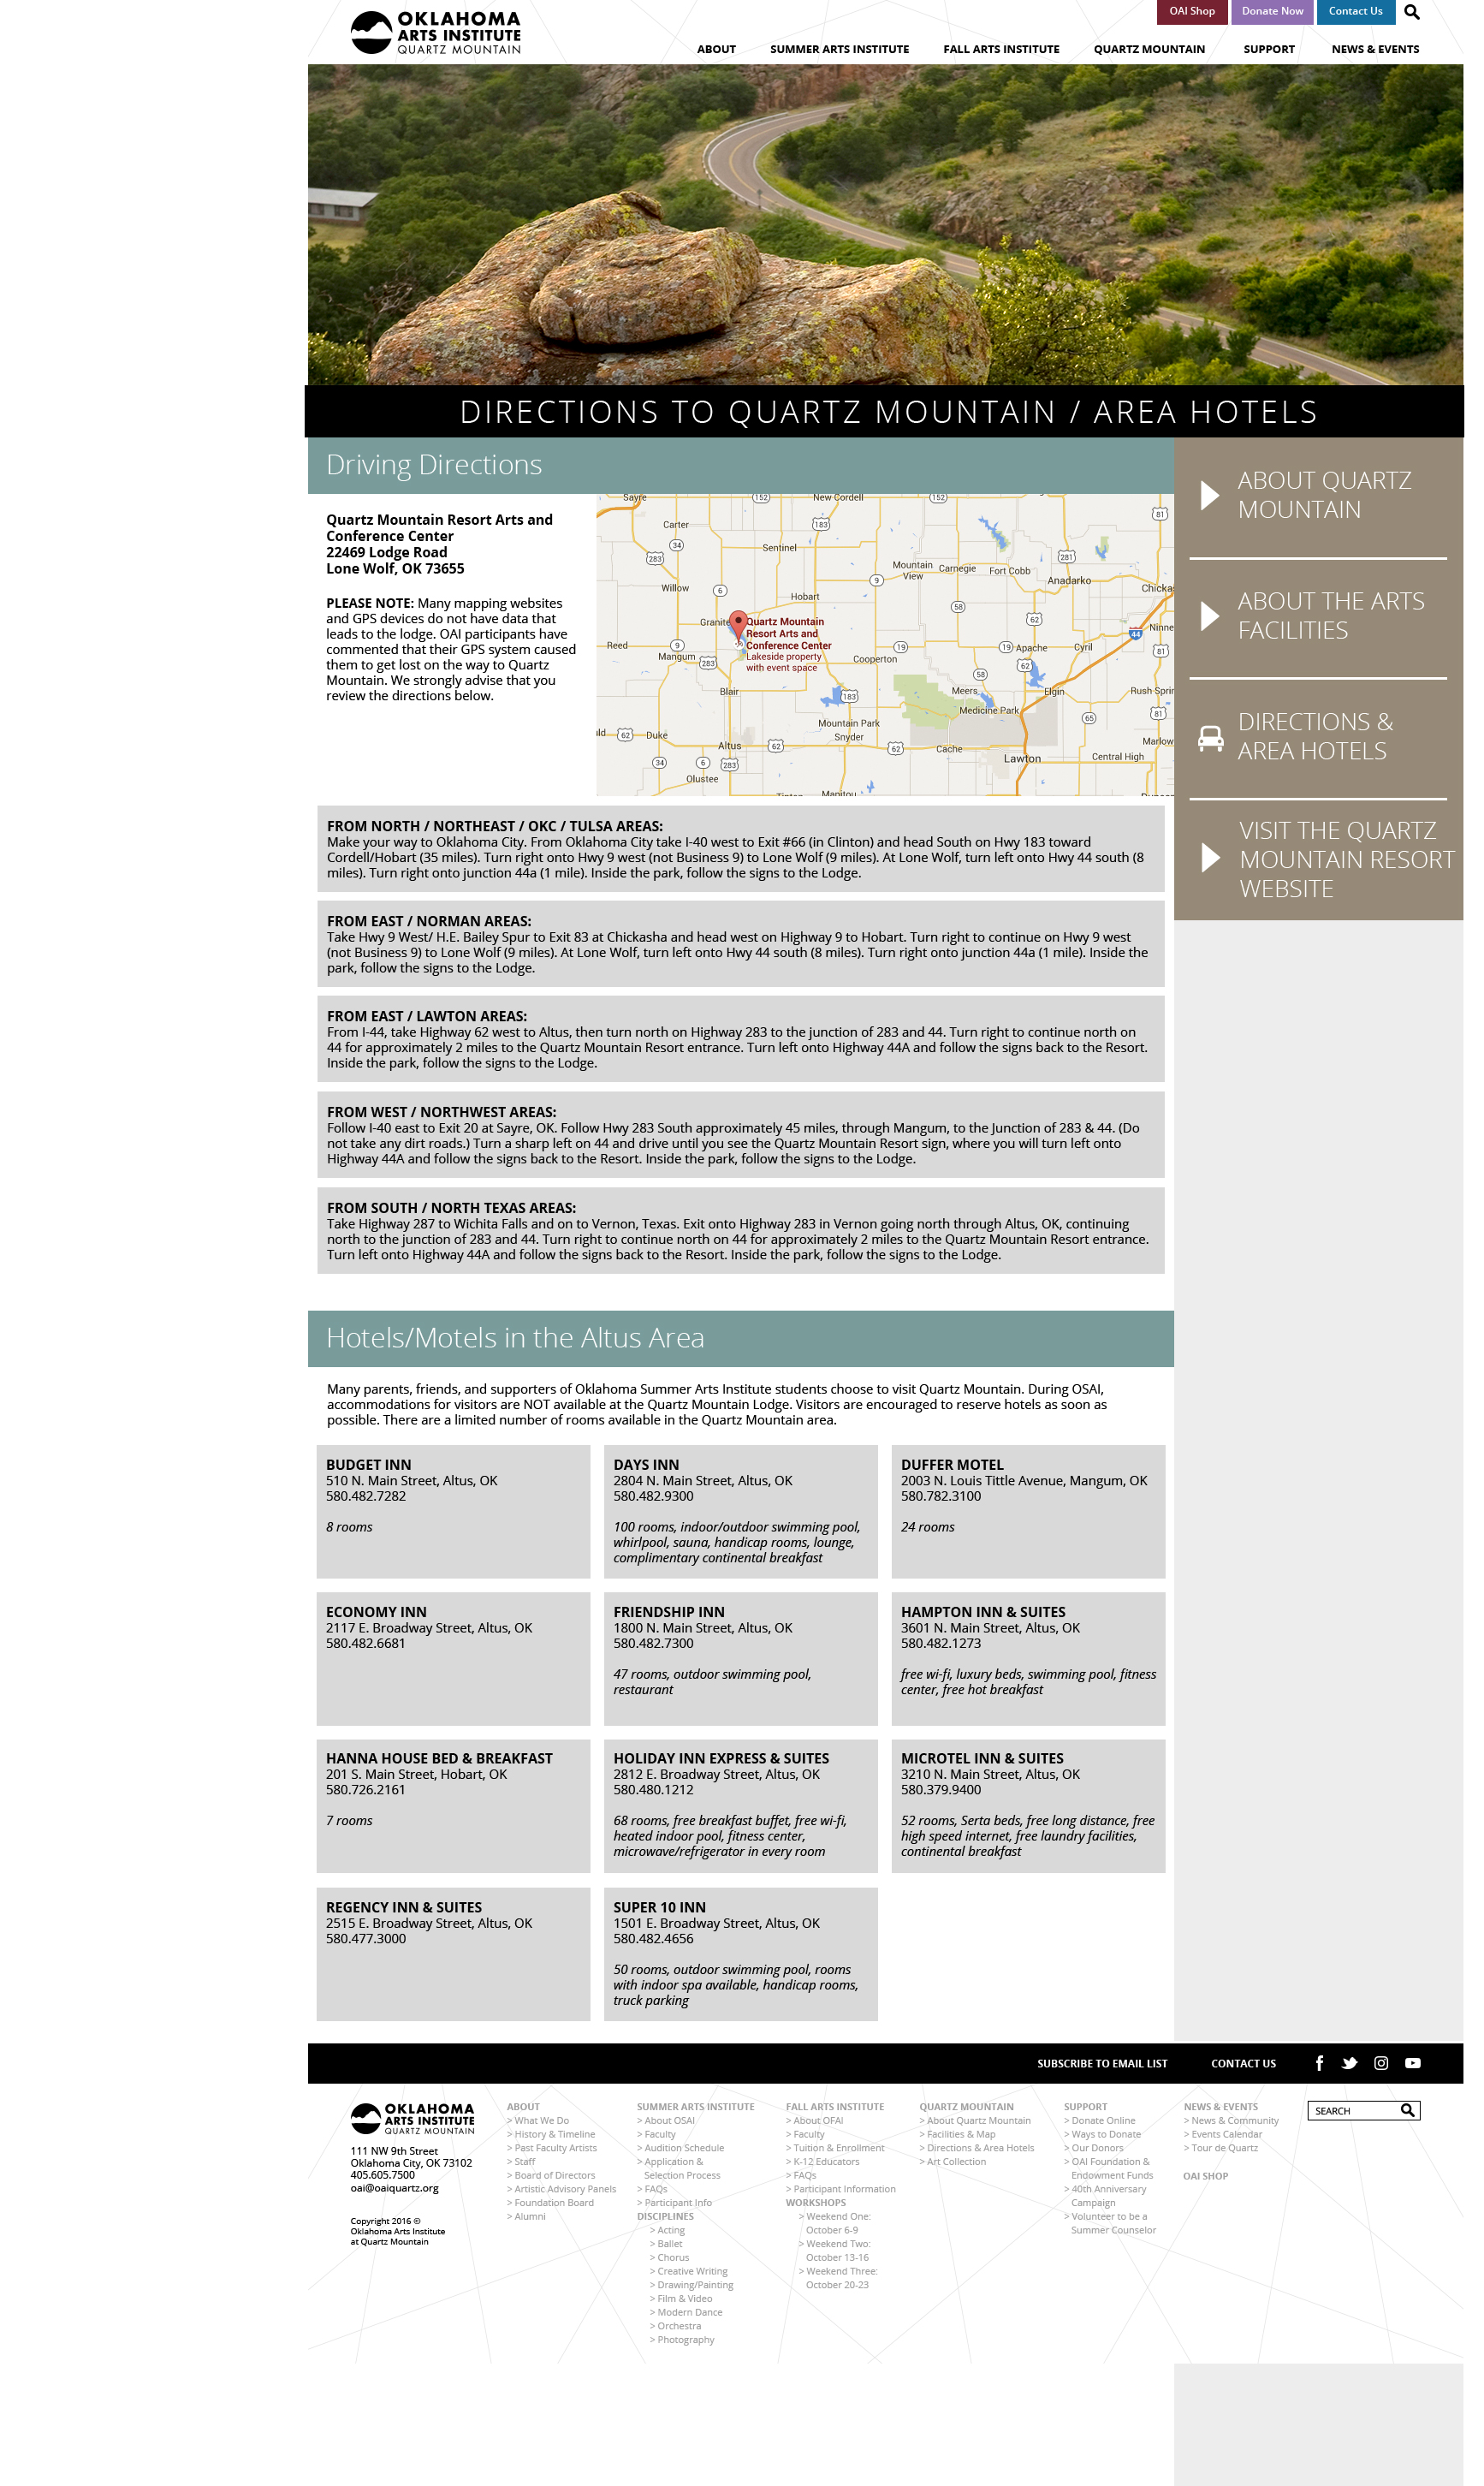 OKLAHOMA
ARTS INSTITUTE
QUARTZ MOUNTAIN
OAI Shop
Donate Now
Contact Us
ABOUT
SUMMER ARTS INSTITUTE
FALL ARTS INSTITUTE
QUARTZ MOUNTAIN
SUPPORT
NEWS & EVENTS
DIRECTIONS TO QUARTZ MOUNTAIN / AREA HOTELS
Driving Directions
Quartz Mountain Resort Arts and
Conference Center
22469 Lodge Road
Lone Wolf, OK 73655
PLEASE NOTE: Many mapping websites
and GPS devices do not have data that
leads to the lodge. OAI participants have
commented that their GPS system caused
them to get lost on the way to Quartz
Mountain. We strongly advise that you
review the directions below.
Sayre
152
New Cordell
152
81
Carter
183
34
Sentinel
283
281
Mountain
View
Carnegie
Fort Cobb
Anadarko
9
Willow
6
Hobart
Chickas
58
62
Granite
Quartz Mountain
Resort Arts and
Conference Center
Lakeside property
with event space
44
Ninne
Reed
9
Mangum
283
19
19
Apache
Cyril
19
Cooperton
62
58
Blair
183
Meers
Elgin
Rush Sprin
Medicine Park
81
65
Mountain Park
Snyder
ld
62
Duke
Altus
62
62
Cache
Marlow
Lawton
Central High
34
6
283
Olustee
Tipton
Manitou
Duncan
ABOUT QUARTZ
MOUNTAIN
ABOUT THE ARTS
FACILITIES
DIRECTIONS &
AREA HOTELS
VISIT THE QUARTZ
MOUNTAIN RESORT
WEBSITE
FROM NORTH / NORTHEAST / OKC / TULSA AREAS:
Make your way to Oklahoma City. From Oklahoma City take I-40 west to Exit #66 (in Clinton) and head South on Hwy 183 toward
Cordell/Hobart (35 miles). Turn right onto Hwy 9 west (not Business 9) to Lone Wolf (9 miles). At Lone Wolf, turn left onto Hwy 44 south (8
miles). Turn right onto junction 44a (1 mile). Inside the park, follow the signs to the Lodge.
FROM EAST / NORMAN AREAS:
Take Hwy 9 West/ H.E. Bailey Spur to Exit 83 at Chickasha and head west on Highway 9 to Hobart. Turn right to continue on Hwy 9 west
(not Business 9) to Lone Wolf (9 miles). At Lone Wolf, turn left onto Hwy 44 south (8 miles). Turn right onto junction 44a (1 mile). Inside the
park, follow the signs to the Lodge.
FROM EAST / LAWTON AREAS:
From I-44, take Highway 62 west to Altus, then turn north on Highway 283 to the junction of 283 and 44. Turn right to continue north on
44 for approximately 2 miles to the Quartz Mountain Resort entrance. Turn left onto Highway 44A and follow the signs back to the Resort.
Inside the park, follow the signs to the Lodge.
FROM WEST / NORTHWEST AREAS:
Follow I-40 east to Exit 20 at Sayre, OK. Follow Hwy 283 South approximately 45 miles, through Mangum, to the Junction of 283 & 44. (Do
not take any dirt roads.) Turn a sharp left on 44 and drive until you see the Quartz Mountain Resort sign, where you will turn left onto
Highway 44A and follow the signs back to the Resort. Inside the park, follow the signs to the Lodge.
FROM SOUTH / NORTH TEXAS AREAS:
Take Highway 287 to Wichita Falls and on to Vernon, Texas. Exit onto Highway 283 in Vernon going north through Altus, OK, continuing
north to the junction of 283 and 44. Turn right to continue north on 44 for approximately 2 miles to the Quartz Mountain Resort entrance.
Turn left onto Highway 44A and follow the signs back to the Resort. Inside the park, follow the signs to the Lodge.
Hotels/Motels in the Altus Area
Many parents, friends, and supporters of Oklahoma Summer Arts Institute students choose to visit Quartz Mountain. During OSAI,
accommodations for visitors are NOT available at the Quartz Mountain Lodge. Visitors are encouraged to reserve hotels as soon as
possible. There are a limited number of rooms available in the Quartz Mountain area.
BUDGET INN
510 N. Main Street, Altus, OK
580.482.7282
8 rooms
DAYS INN
2804 N. Main Street, Altus, OK
580.482.9300
100 rooms, indoor/outdoor swimming pool,
whirlpool, sauna, handicap rooms, lounge,
complimentary continental breakfast
DUFFER MOTEL
2003 N. Louis Tittle Avenue, Mangum, OK
580.782.3100
24 rooms
ECONOMY INN
2117 E. Broadway Street, Altus, OK
580.482.6681
FRIENDSHIP INN
1800 N. Main Street, Altus, OK
580.482.7300
47 rooms, outdoor swimming pool,
restaurant
HAMPTON INN & SUITES
3601 N. Main Street, Altus, OK
580.482.1273
free wi-fi, luxury beds, swimming pool, fitness
center, free hot breakfast
HANNA HOUSE BED & BREAKFAST
201 S. Main Street, Hobart, OK
580.726.2161
7 rooms
HOLIDAY INN EXPRESS & SUITES
2812 E. Broadway Street, Altus, OK
580.480.1212
68 rooms, free breakfast buffet, free wi-fi,
heated indoor pool, fitness center,
microwave/refrigerator in every room
MICROTEL INN & SUITES
3210 N. Main Street, Altus, OK
580.379.9400
52 rooms, Serta beds, free long distance, free
high speed internet, free laundry facilities,
continental breakfast
REGENCY INN & SUITES
2515 E. Broadway Street, Altus, OK
580.477.3000
SUPER 10 INN
1501 E. Broadway Street, Altus, OK
580.482.4656
50 rooms, outdoor swimming pool, rooms
with indoor spa available, handicap rooms,
truck parking
SUBSCRIBE TO EMAIL LIST
CONTACT US
OKLAHOMA
ARTS INSTITUTE
QUARTZ MOUNTAIN
111 NW 9th Street
Oklahoma City, OK 73102
405.605.7500
oai@oaiquartz.org
Copyright 2016 ©
Oklahoma Arts Institute
at Quartz Mountain
ABOUT
> What We Do
> History & Timeline
> Past Faculty Artists
> Staff
> Board of Directors
> Artistic Advisory Panels
> Foundation Board
> Alumni
SUMMER ARTS INSTITUTE
> About OSAI
> Faculty
> Audition Schedule
> Application &
Selection Process
> FAQs
> Participant Info
DISCIPLINES
> Acting
> Ballet
> Chorus
> Creative Writing
> Drawing/Painting
> Film & Video
> Modern Dance
> Orchestra
> Photography
FALL ARTS INSTITUTE
> About OFAI
> Faculty
> Tuition & Enrollment
> K-12 Educators
> FAQs
> Participant Information
WORKSHOPS
> Weekend One:
October 6-9
> Weekend Two:
October 13-16
> Weekend Three:
October 20-23
QUARTZ MOUNTAIN
> About Quartz Mountain
> Facilities & Map
> Directions & Area Hotels
> Art Collection
SUPPORT
> Donate Online
> Ways to Donate
> Our Donors
> OAI Foundation &
Endowment Funds
> 40th Anniversary
Campaign
> Volunteer to be a
Summer Counselor
NEWS & EVENTS
> News & Community
> Events Calendar
> Tour de Quartz
OAI SHOP
SEARCH